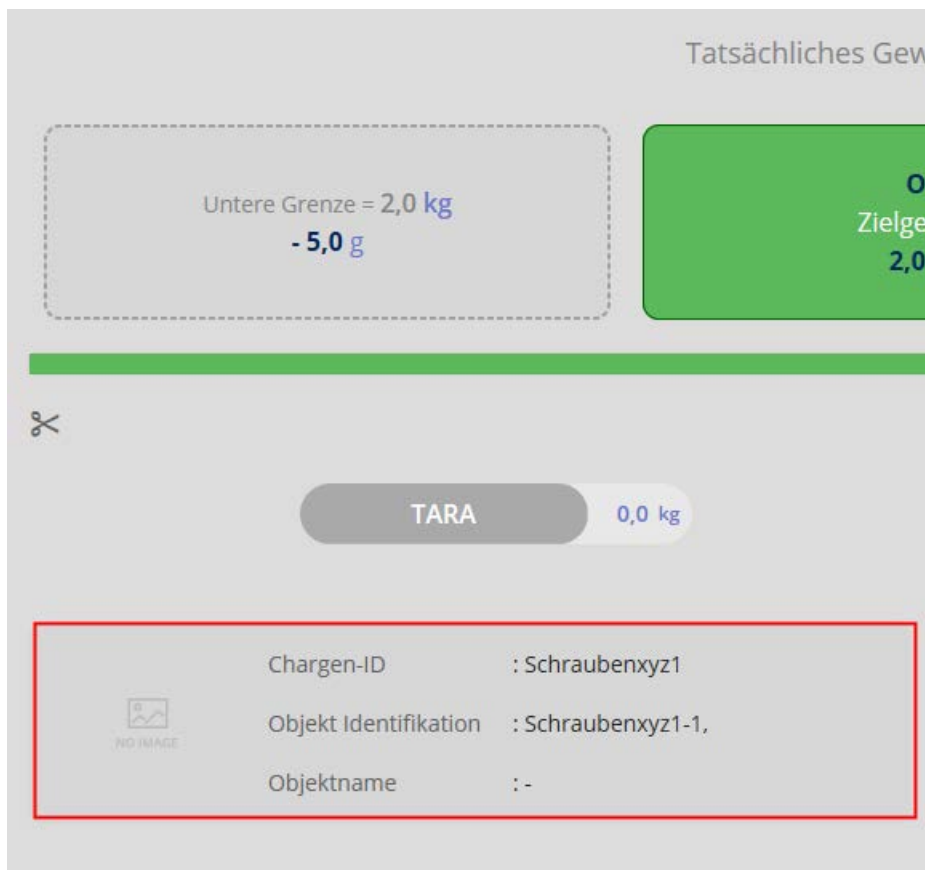 Tatsächliches Gew
Untere Grenze = 2,0 kg
- 5,0 g
O
Zielge
2,0
TARA 0,0 kg
NO IMAGE
Chargen-ID : Schraubenxyz1
Objekt Identifikation : Schraubenxyz1-1,
Objektname : -